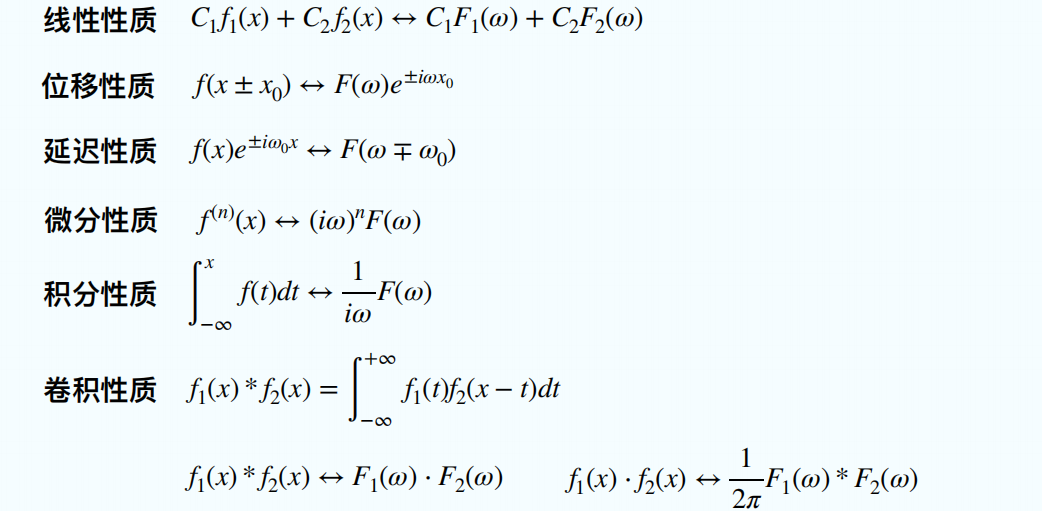 线性性质 C₁f₁(x) + C₂f₂(x) ↔ C₁F₁(ω) + C₂F₂(ω)
位移性质 f(x ± x₀) ↔ F(ω)e^{±iωx₀}
延迟性质 f(x)e^{±iω₀x} ↔ F(ω ∓ ω₀)
微分性质 f^{(n)}(x) ↔ (iω)^n F(ω)
积分性质 ∫_{-∞}^{x} f(t)dt ↔ \frac{1}{iω} F(ω)
卷积性质 f₁(x) * f₂(x) = ∫_{-∞}^{+∞} f₁(t)f₂(x − t)dt
f₁(x) * f₂(x) ↔ F₁(ω) · F₂(ω) f₁(x) · f₂(x) ↔ \frac{1}{2π} F₁(ω) * F₂(ω)